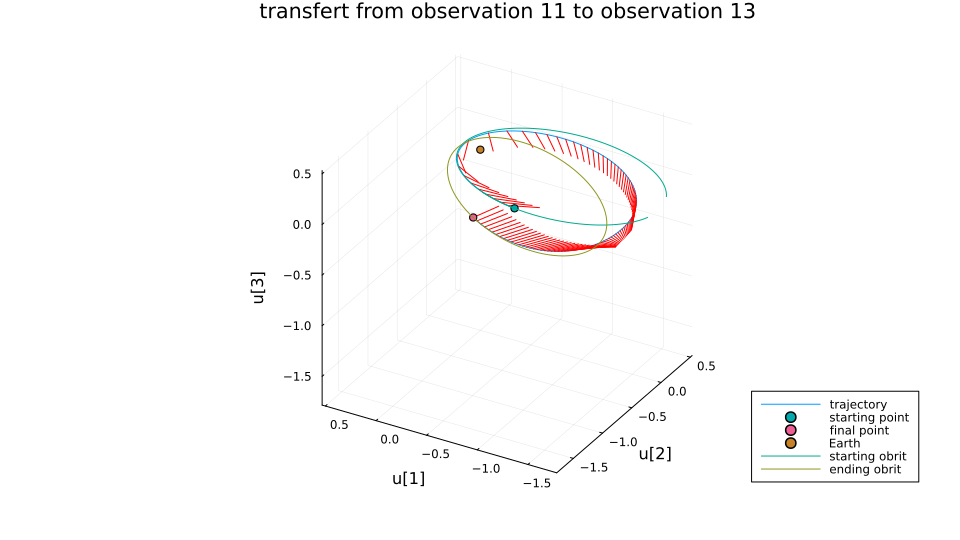 transfert from observation 11 to observation 13
0.5
0.0
−0.5
−1.0
−1.5
u[3]
0.5
0.0
−0.5
−1.0
−1.5
u[1]
0.5
0.0
−0.5
−1.0
−1.5
u[2]
trajectory
starting point
final point
Earth
starting obrit
ending obrit